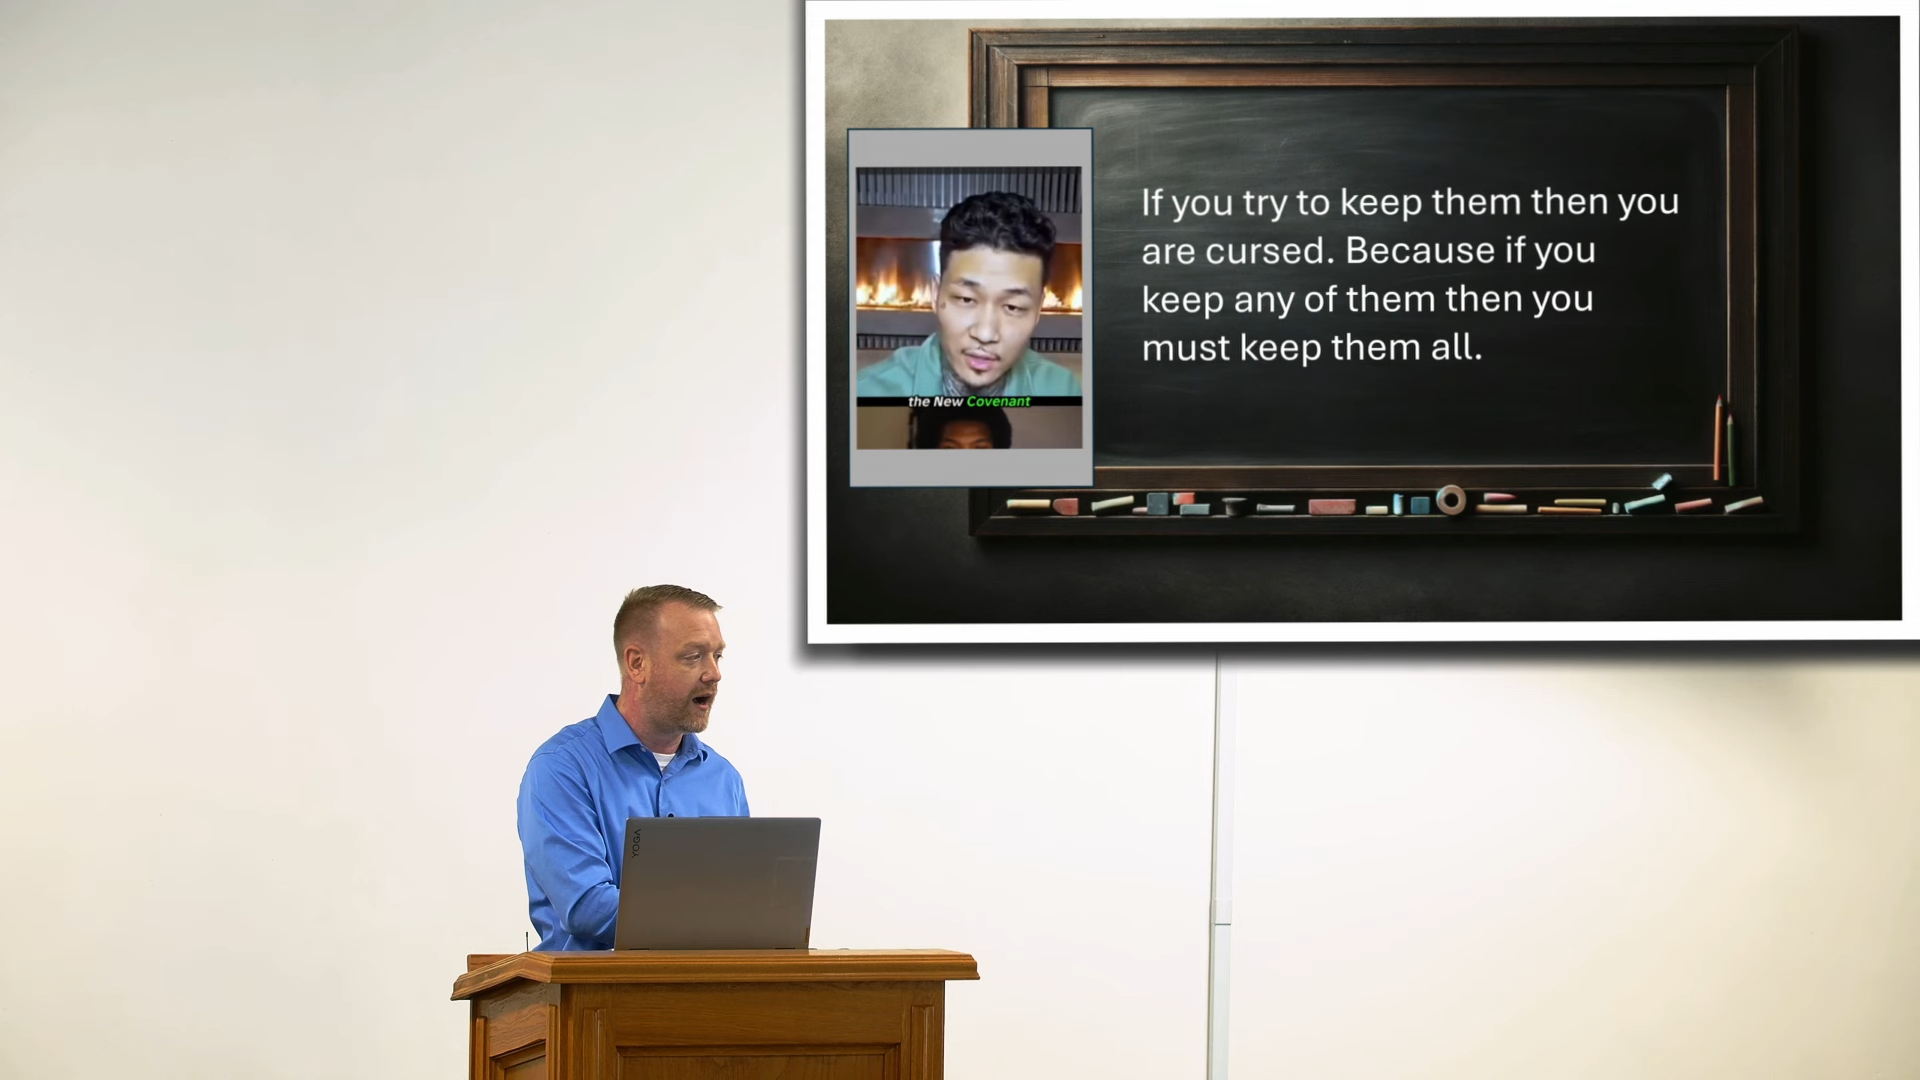 If you try to keep them then you
are cursed. Because if you
keep any of them then you
must keep them all.
the New Covenant
YOGA